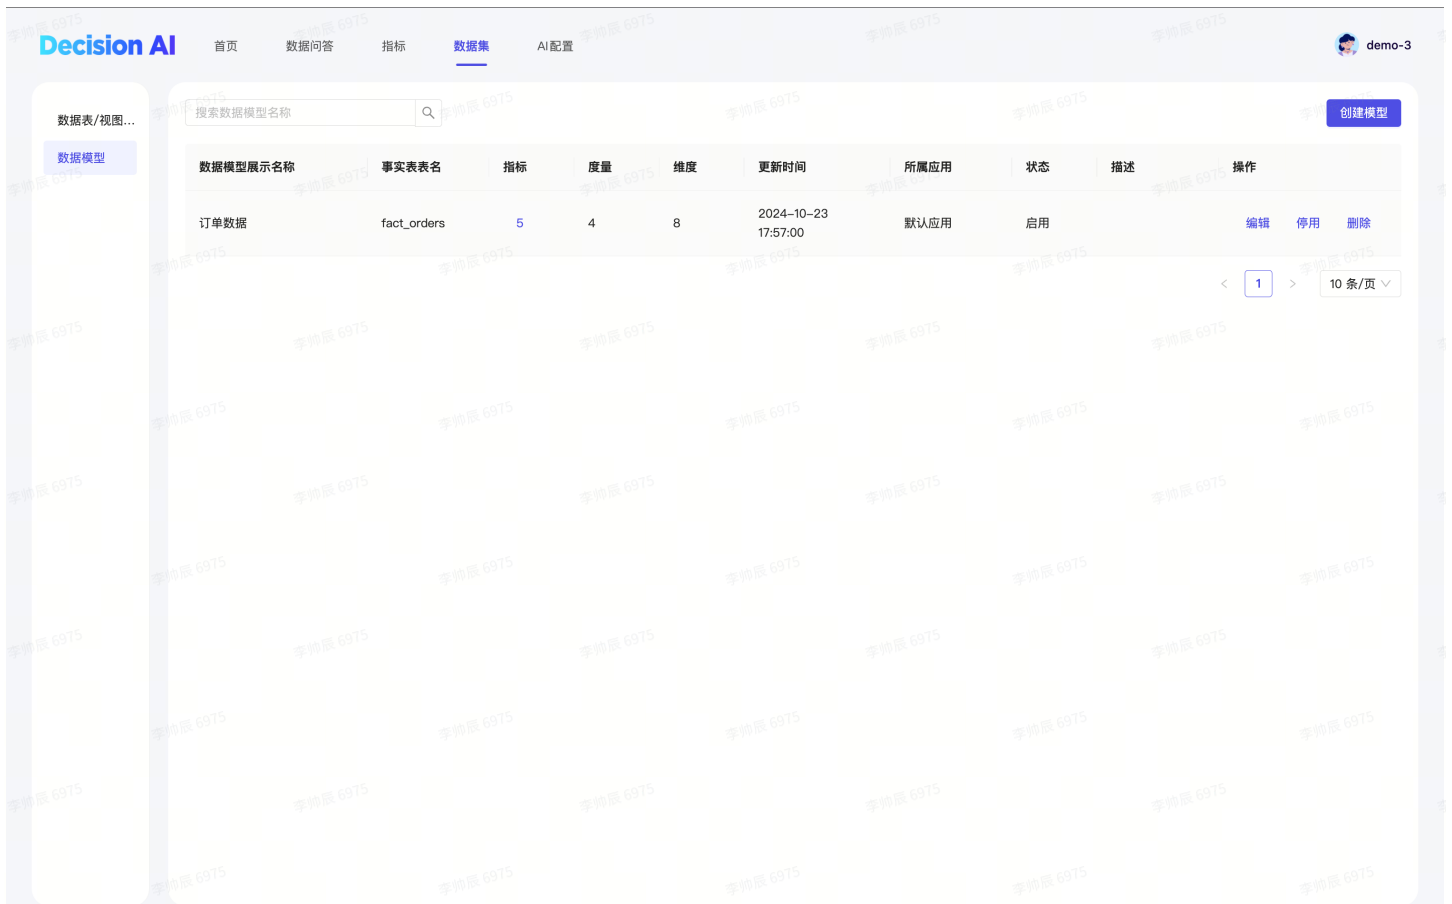 Decision AI 首页 数据问答 指标 数据集 AI配置 demo-3
数据表/视图...
数据模型
搜索数据模型名称 创建模型
数据模型展示名称 事实表表名 指标 度量 维度 更新时间 所属应用 状态 描述 操作
订单数据 fact_orders 5 4 8 2024-10-23 17:57:00 默认应用 启用 编辑 停用 删除
< 1 > 10 条/页
李帅辰 6975